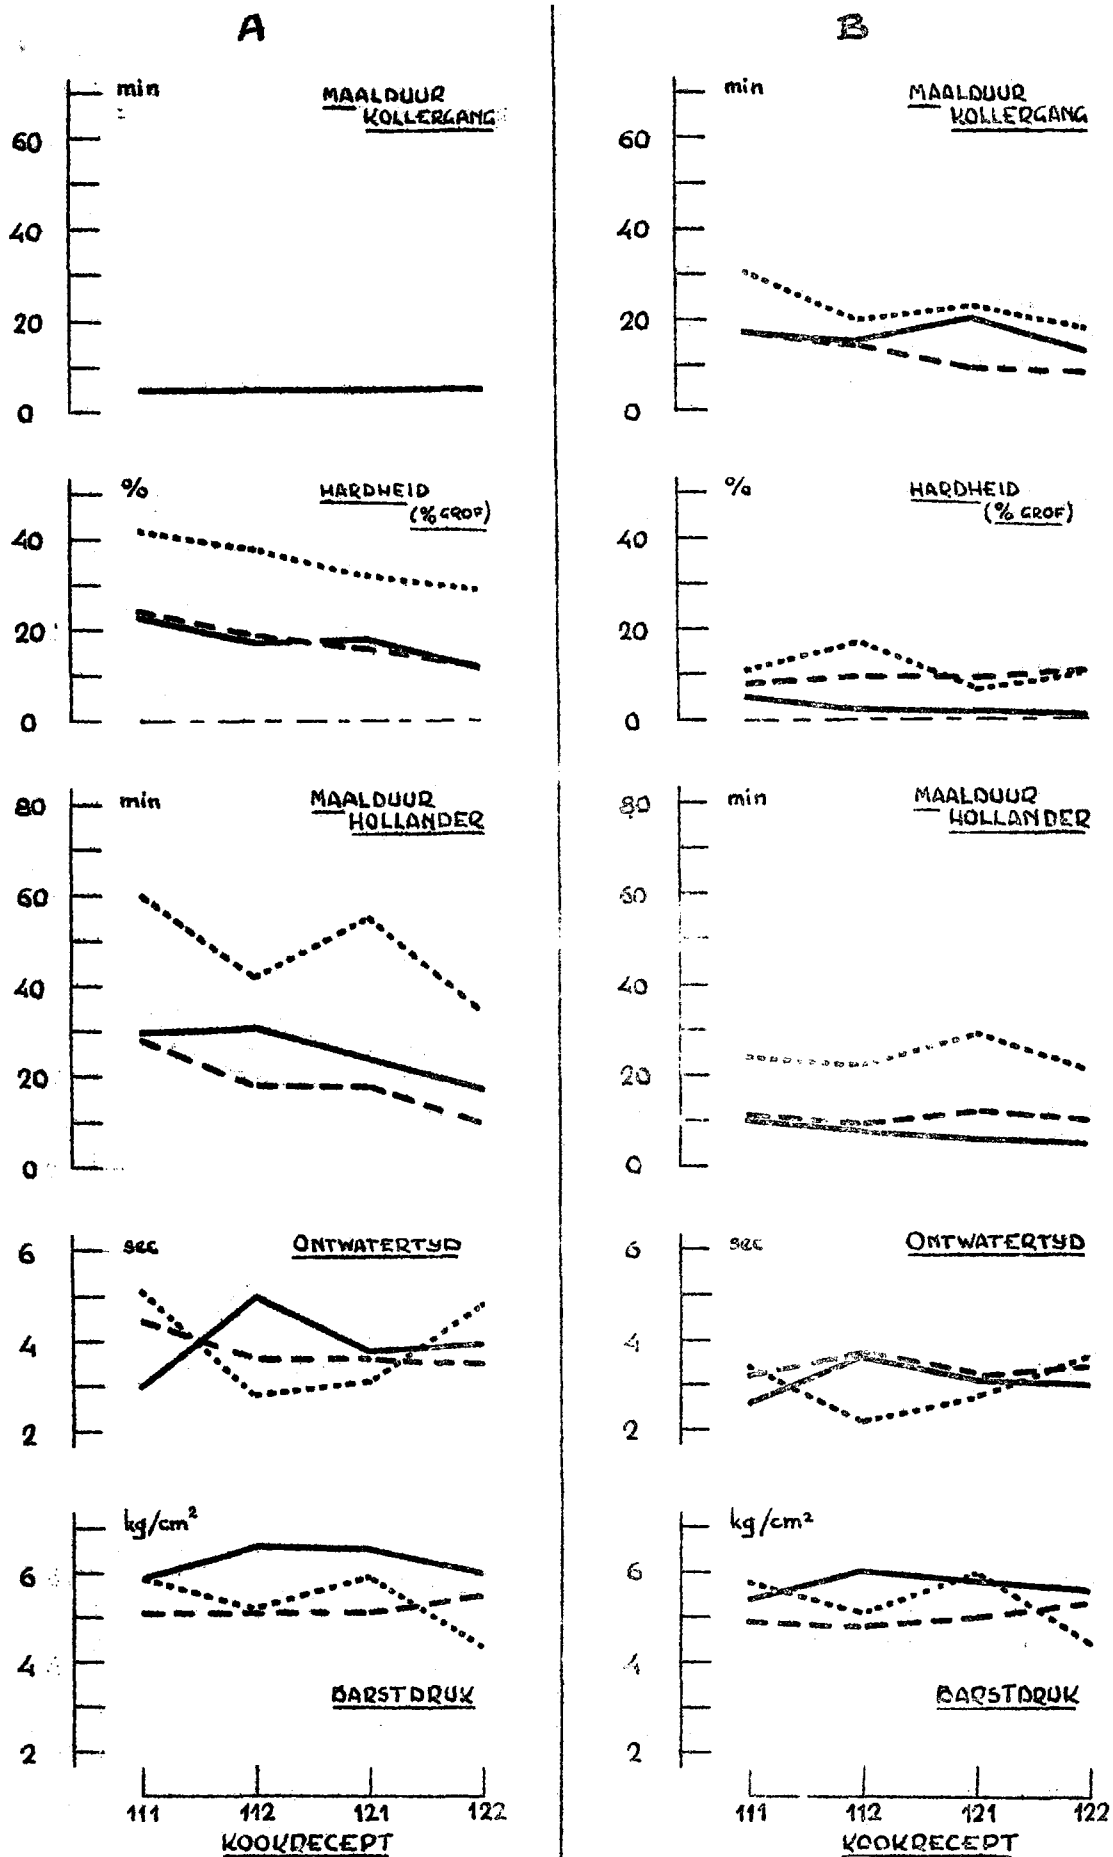 A
min
MAALDUUR
KOLLERGANG
60
40
20
0
%
HARDHEID
(% GROF)
40
20
0
80
min
MAALDUUR
HOLLANDER
60
40
20
0
6
sec
ONTWATERTYD
4
2
kg/cm²
6
4
BARSTDRUK
2
111 112 121 122
KOOKRECEPT
B
min
MAALDUUR
KOLLERGANG
60
40
20
0
%
HARDHEID
(% GROF)
40
20
0
80
min
MAALDUUR
HOLLANDER
60
40
20
0
6
sec
ONTWATERTYD
4
2
kg/cm²
6
4
BARSTDRUK
2
111 112 121 122
KOOKRECEPT